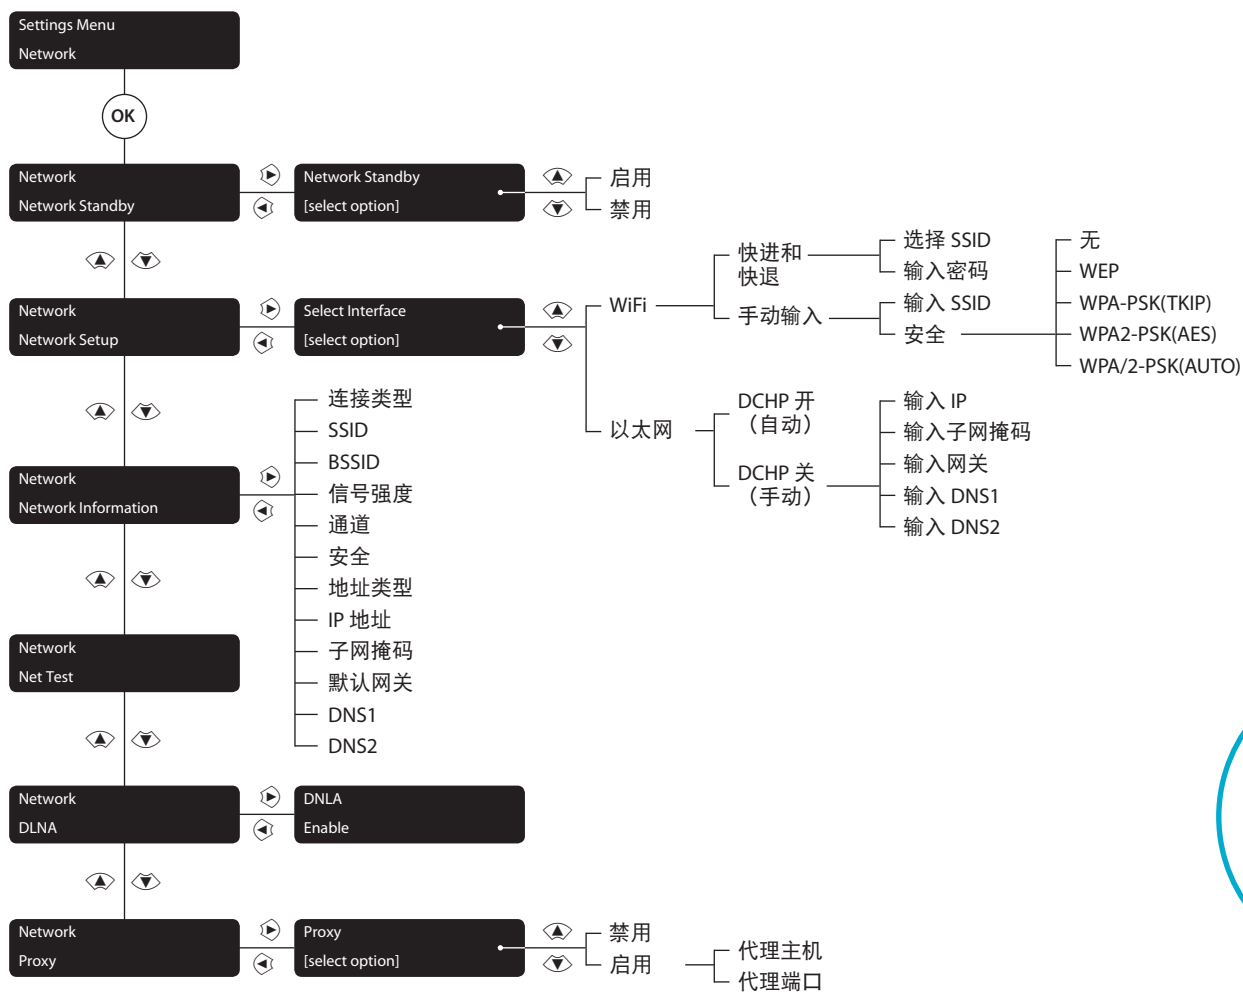 Settings Menu
Network
OK
Network
Network Standby
Network Standby
[select option]
启用
禁用
Network
Network Setup
Select Interface
[select option]
WiFi
快进和
快退
选择 SSID
输入密码
手动输入
输入 SSID
安全
无
WEP
WPA-PSK(TKIP)
WPA2-PSK(AES)
WPA/2-PSK(AUTO)
以太网
DCHP 开
（自动）
DCHP 关
（手动）
输入 IP
输入子网掩码
输入网关
输入 DNS1
输入 DNS2
Network
Network Information
连接类型
SSID
BSSID
信号强度
通道
安全
地址类型
IP 地址
子网掩码
默认网关
DNS1
DNS2
Network
Net Test
Network
DLNA
DNLA
Enable
Network
Proxy
Proxy
[select option]
禁用
启用
代理主机
代理端口